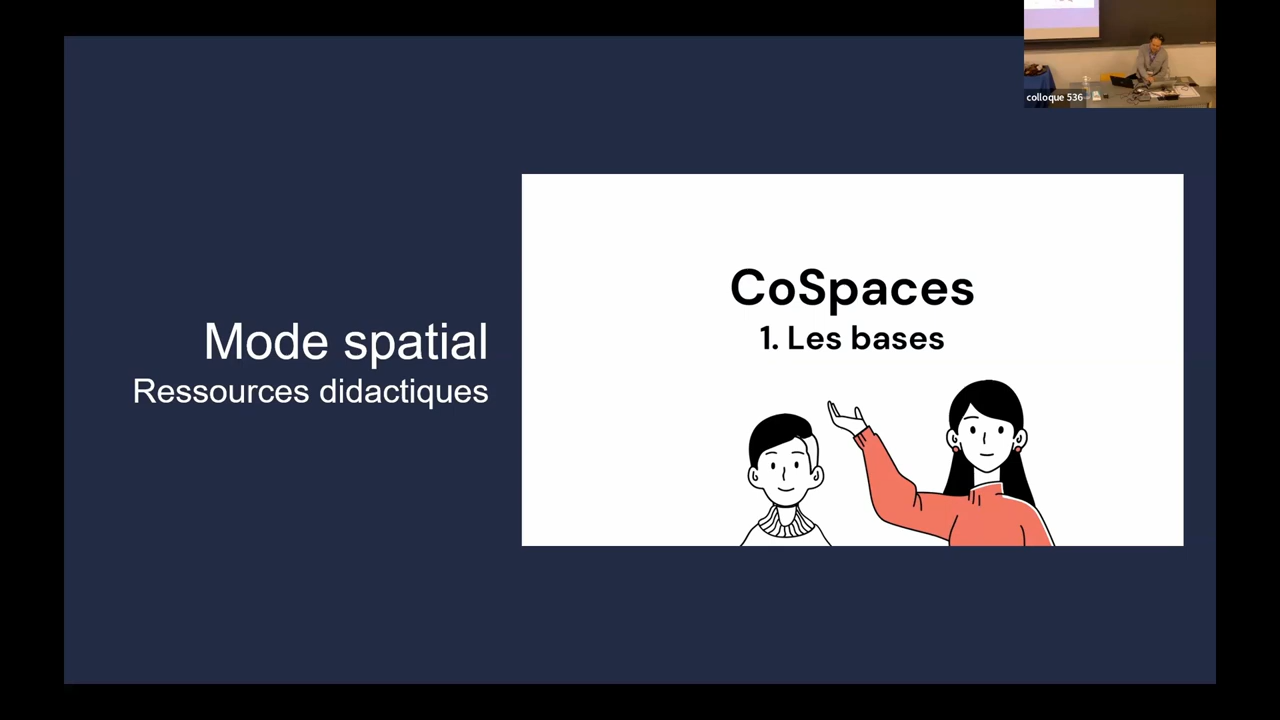 colloque 536
Mode spatial
Ressources didactiques
CoSpaces
1. Les bases